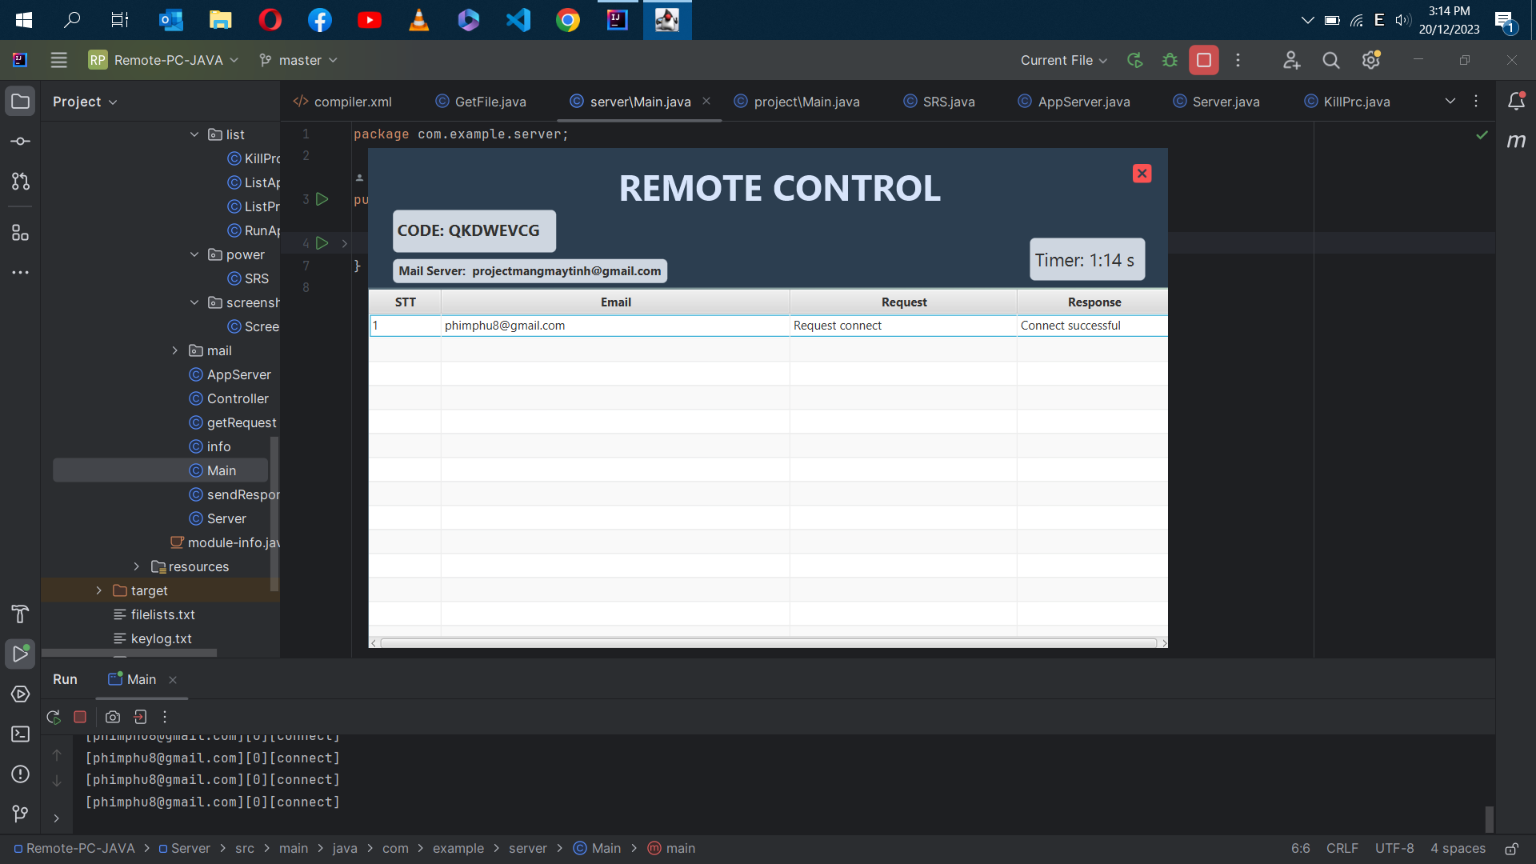 3:14 PM
E
20/12/2023
1
RP Remote-PC-JAVA
master
Current File
Project
compiler.xml
GetFile.java
server\Main.java
project\Main.java
SRS.java
AppServer.java
Server.java
KillPrc.java
list
KillPrc
ListAp
ListPr
RunAp
power
SRS
screensh
Scree
mail
AppServer
Controller
getRequest
info
Main
sendRespon
Server
module-info.jav
resources
target
filelists.txt
keylog.txt
1 package com.example.server;
2
3 pu
4
7 }
8
m
REMOTE CONTROL
CODE: QKDWEVCG
Mail Server: projectmangmaytinh@gmail.com
Timer: 1:14 s
STT Email Request Response
1 phimphu8@gmail.com Request connect Connect successful
Run Main
[phimphu8@gmail.com][0][connect]
[phimphu8@gmail.com][0][connect]
[phimphu8@gmail.com][0][connect]
[phimphu8@gmail.com][0][connect]
Remote-PC-JAVA > Server > src > main > java > com > example > server > Main > main
6:6 CRLF UTF-8 4 spaces